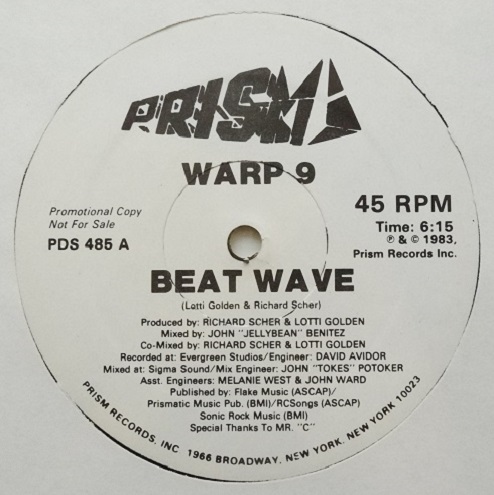 PRISM
WARP 9
Promotional Copy
Not For Sale
PDS 485 A
45 RPM
Time: 6:15
℗ & © 1983,
Prism Records Inc.
BEAT WAVE
(Lotti Golden & Richard Scher)
Produced by: RICHARD SCHER & LOTTI GOLDEN
Mixed by: JOHN "JELLYBEAN" BENITEZ
Co-Mixed by: RICHARD SCHER & LOTTI GOLDEN
Recorded at: Evergreen Studios/Engineer: DAVID AVIDOR
Mixed at: Sigma Sound/Mix Engineer: JOHN "TOKES" POTOKER
Asst. Engineers: MELANIE WEST & JOHN WARD
Published by: Flake Music (ASCAP)/
Prismatic Music Pub. (BMI)/RCSongs (ASCAP)
Sonic Rock Music (BMI)
Special Thanks To MR. "C"
PRISM RECORDS, INC 1966 BROADWAY, NEW YORK, NEW YORK 10023